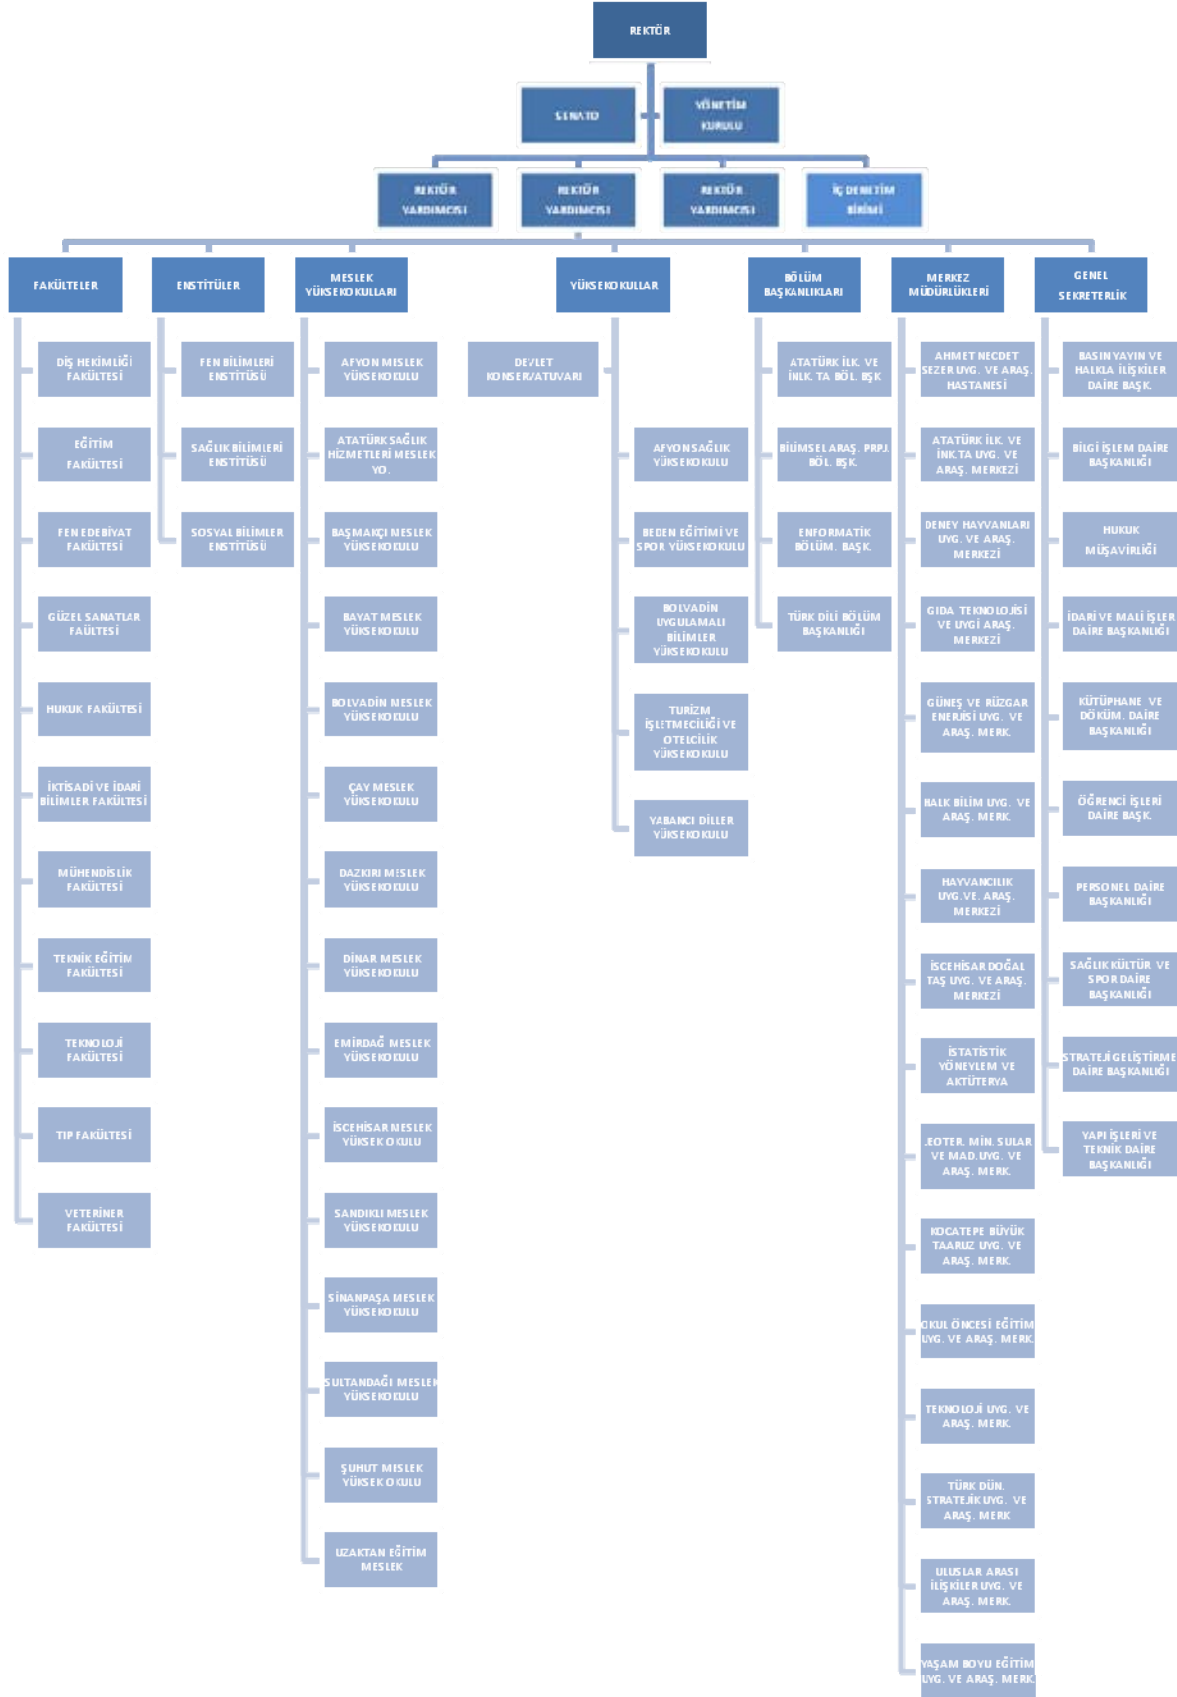 REKTÖR
SENATO
YÖNETİM
KURULU
REKTÖR
YARDIMCISI
REKTÖR
YARDIMCISI
REKTÖR
YARDIMCISI
İÇ DENETİM
BİRİMİ
FAKÜLTELER
DİŞ HEKİMLİĞİ
FAKÜLTESİ
EĞİTİM
FAKÜLTESİ
FEN EDEBİYAT
FAKÜLTESİ
GÜZEL SANATLAR
FAÜLTESİ
HUKUK FAKÜLTESİ
İKTİSADİ VE İDARİ
BİLİMLER FAKÜLTESİ
MÜHENDİSLİK
FAKÜLTESİ
TEKNİK EĞİTİM
FAKÜLTESİ
TEKNOLOJİ
FAKÜLTESİ
TIP FAKÜLTESİ
VETERİNER
FAKÜLTESİ
ENSTİTÜLER
FEN BİLİMLERİ
ENSTİTÜSÜ
SAĞLIK BİLİMLERİ
ENSTİTÜSÜ
SOSYAL BİLİMLER
ENSTİTÜSÜ
MESLEK
YÜKSEKOKULLARI
AFYON MESLEK
YÜKSEKOKULU
ATATÜRK SAĞLIK
HİZMETLERİ MESLEK
YO.
BAŞMAKÇI MESLEK
YÜKSEKOKULU
BAYAT MESLEK
YÜKSEKOKULU
BOLVADİN MESLEK
YÜKSEKOKULU
ÇAY MESLEK
YÜKSEKOKULU
DAZKIRI MESLEK
YÜKSEKOKULU
DİNAR MESLEK
YÜKSEKOKULU
EMİRDAĞ MESLEK
YÜKSEKOKULU
İSCEHİSAR MESLEK
YÜKSEK OKULU
SANDIKLI MESLEK
YÜKSEKOKULU
SİNANPAŞA MESLEK
YÜKSEKOKULU
SULTANDAĞI MESLEK
YÜKSEKOKULU
ŞUHUT MESLEK
YÜKSEK OKULU
UZAKTAN EĞİTİM
MESLEK
YÜKSEKOKULLAR
DEVLET
KONSERVATUVARI
AFYON SAĞLIK
YÜKSEKOKULU
BEDEN EĞİTİMİ VE
SPOR YÜKSEKOKULU
BOLVADİN
UYGULAMALI
BİLİMLER
YÜKSEKOKULU
TURİZM
İŞLETMECİLİĞİ VE
OTELCİLİK
YÜKSEKOKULU
YABANCI DİLLER
YÜKSEKOKULU
BÖLÜM
BAŞKANLIKLARI
ATATÜRK İLK. VE
İNLK. TA BÖL. BŞK
BİLİMSEL ARAŞ. PRPJ.
BÖL. BŞK.
ENFORMATİK
BÖLÜM. BAŞK.
TÜRK DİLİ BÖLÜM
BAŞKANLIĞI
MERKEZ
MÜDÜRLÜKLERİ
AHMET NECDET
SEZER UYG. VE ARAŞ.
HASTANESİ
ATATÜRK İLK. VE
İNK.TA UYG. VE
ARAŞ. MERKEZİ
DENEY HAYVANLARI
UYG. VE ARAŞ.
MERKEZİ
GIDA TEKNOLOJİSİ
VE UYGI ARAŞ.
MERKEZİ
GÜNEŞ VE RÜZGAR
ENERJİSİ UYG. VE
ARAŞ. MERK.
HALK BİLİM UYG. VE
ARAŞ. MERK.
HAYVANCILIK
UYG.VE. ARAŞ.
MERKEZİ
İSCEHİSAR DOĞAL
TAŞ UYG. VE ARAŞ.
MERKEZİ
İSTATİSTİK
YÖNEYLEM VE
AKTÜTERYA
JEOTER. MİN. SULAR
VE MAD.UYG. VE
ARAŞ. MERK.
KOCATEPE BÜYÜK
TAARUZ UYG. VE
ARAŞ. MERK.
OKUL ÖNCESİ EĞİTİM
UYG. VE ARAŞ. MERK.
TEKNOLOJİ UYG. VE
ARAŞ. MERK.
TÜRK DÜN.
STRATEJİK UYG. VE
ARAŞ. MERK
ULUSLAR ARASI
İLİŞKİLER UYG. VE
ARAŞ. MERK.
YAŞAM BOYU EĞİTİM
UYG. VE ARAŞ. MERK.
GENEL
SEKRETERLİK
BASIN YAYIN VE
HALKLA İLİŞKİLER
DAİRE BAŞK.
BİLGİ İŞLEM DAİRE
BAŞKANLIĞI
HUKUK
MÜŞAVİRLİĞİ
İDARİ VE MALİ İŞLER
DAİRE BAŞKANLIĞI
KÜTÜPHANE VE
DÖKÜM. DAİRE
BAŞKANLIĞI
ÖĞRENCİ İŞLERİ
DAİRE BAŞK.
PERSONEL DAİRE
BAŞKANLIĞI
SAĞLIK KÜLTÜR VE
SPOR DAİRE
BAŞKANLIĞI
STRATEJİ GELİŞTİRME
DAİRE BAŞKANLIĞI
YAPI İŞLERİ VE
TEKNİK DAİRE
BAŞKANLIĞI